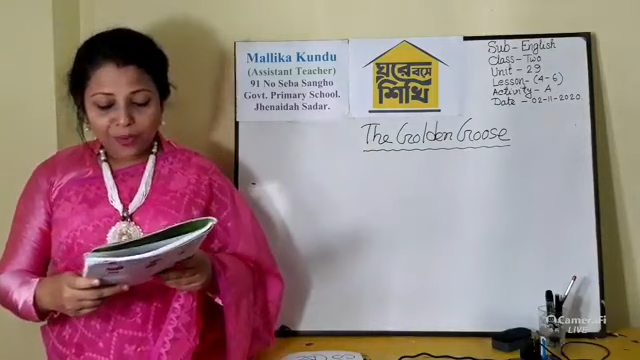 Mallika Kundu
(Assistant Teacher)
91 No Seba Sangho
Govt. Primary School.
Jhenaidah Sadar.
ঘরে বসে
শিখি
Sub - English
Class - Two
Unit - 29
Lesson - (4-6)
Activity - A
Date - 02-11-2020
The Golden Goose
CameraFi
LIVE